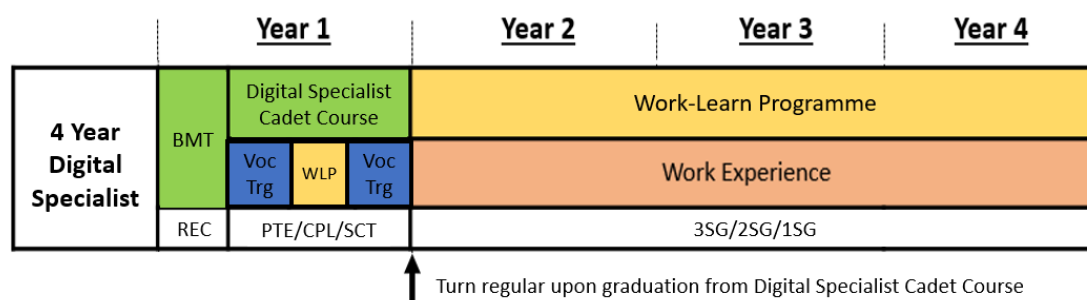 Year 1
Year 2
Year 3
Year 4
4 Year
Digital
Specialist
BMT
Digital Specialist
Cadet Course
Work-Learn Programme
Voc
Trg
WLP
Voc
Trg
Work Experience
REC
PTE/CPL/SCT
3SG/2SG/1SG
Turn regular upon graduation from Digital Specialist Cadet Course